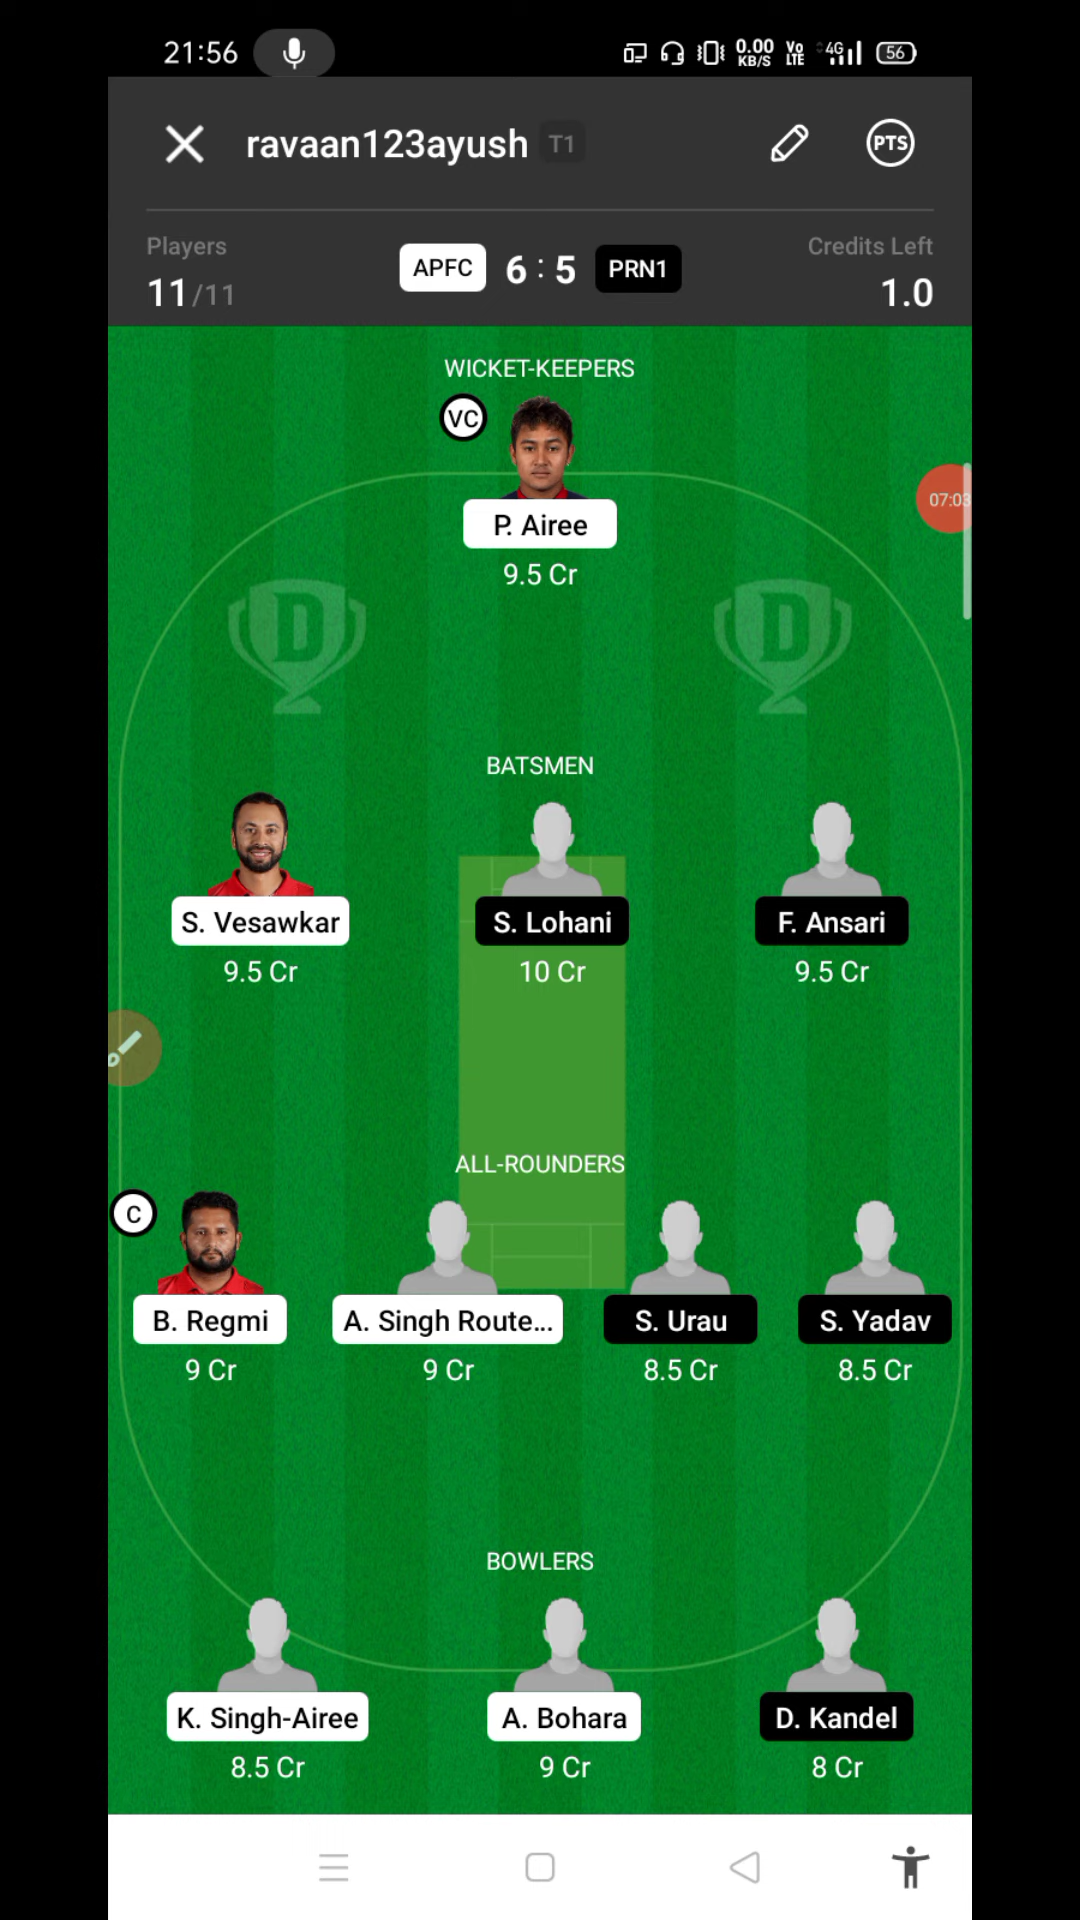 21:56 0.00 KB/S Vo LTE 4G 56
ravaan123ayush T1 PTS
Players Credits Left
11/11 APFC 6 : 5 PRN1 1.0
WICKET-KEEPERS
VC
P. Airee
9.5 Cr
07:03
D D
BATSMEN
S. Vesawkar S. Lohani F. Ansari
9.5 Cr 10 Cr 9.5 Cr
ALL-ROUNDERS
C
B. Regmi A. Singh Route... S. Urau S. Yadav
9 Cr 9 Cr 8.5 Cr 8.5 Cr
BOWLERS
K. Singh-Airee A. Bohara D. Kandel
8.5 Cr 9 Cr 8 Cr